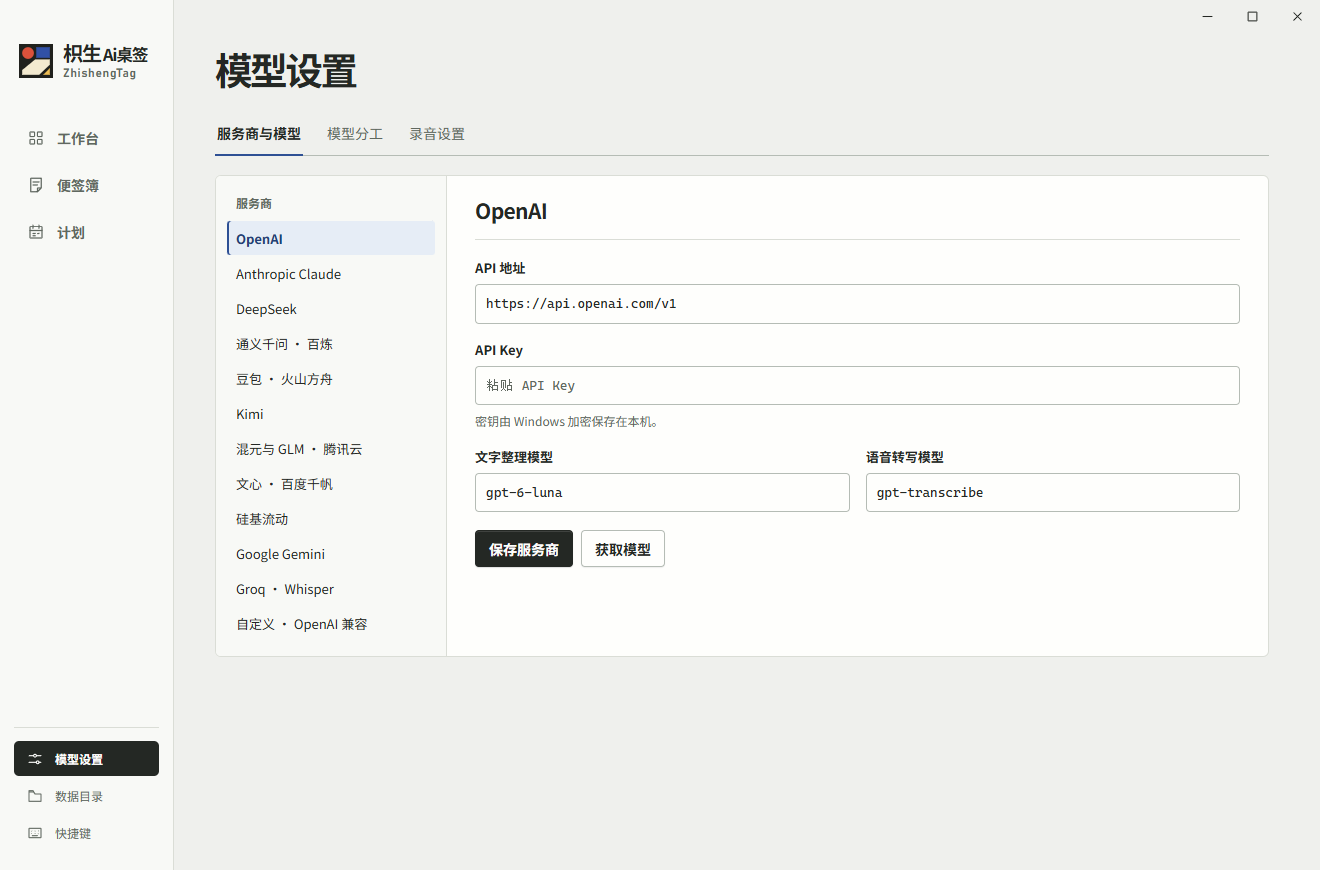 枳生 Ai桌签
ZhishengTag
工作台
便签簿
计划
模型设置
数据目录
快捷键
模型设置
服务商与模型 模型分工 录音设置
服务商
OpenAI
Anthropic Claude
DeepSeek
通义千问 · 百炼
豆包 · 火山方舟
Kimi
混元与 GLM · 腾讯云
文心 · 百度千帆
硅基流动
Google Gemini
Groq · Whisper
自定义 · OpenAI 兼容
OpenAI
API 地址
https://api.openai.com/v1
API Key
粘贴 API Key
密钥由 Windows 加密保存在本机。
文字整理模型 语音转写模型
gpt-6-luna gpt-transcribe
保存服务商 获取模型